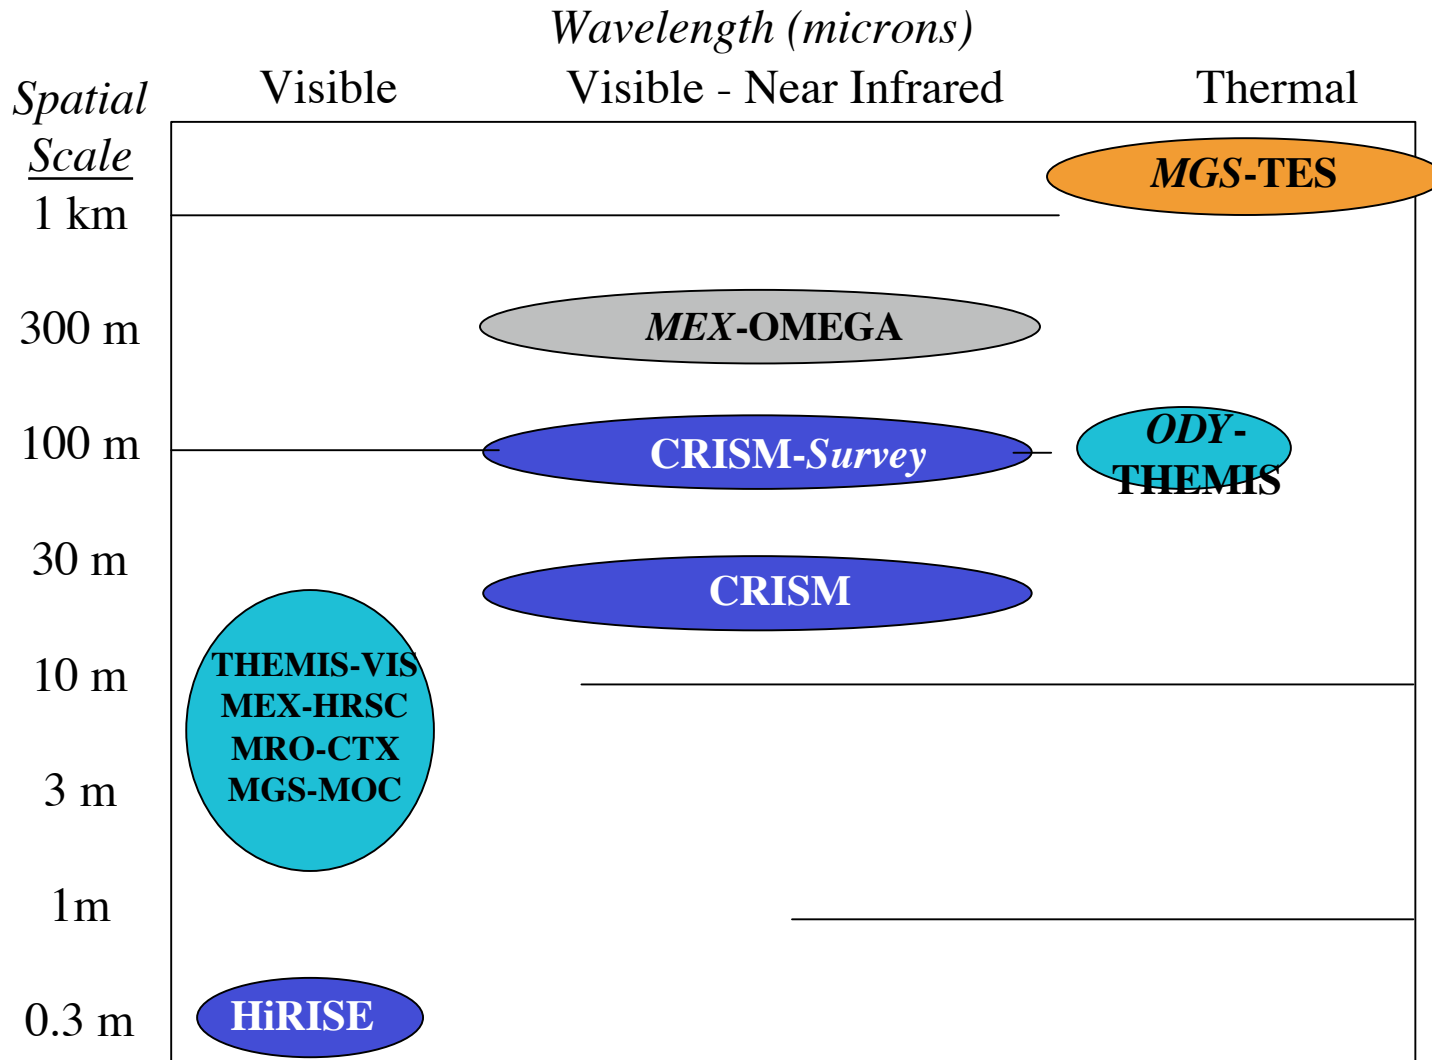 Wavelength (microns)
Visible
Visible - Near Infrared
Thermal
Spatial
Scale
MGS-TES
1 km
300 m
MEX-OMEGA
100 m
CRISM-Survey
ODY-
THEMIS
30 m
CRISM
10 m
THEMIS-VIS
MEX-HRSC
MRO-CTX
MGS-MOC
3 m
1m
0.3 m
HiRISE